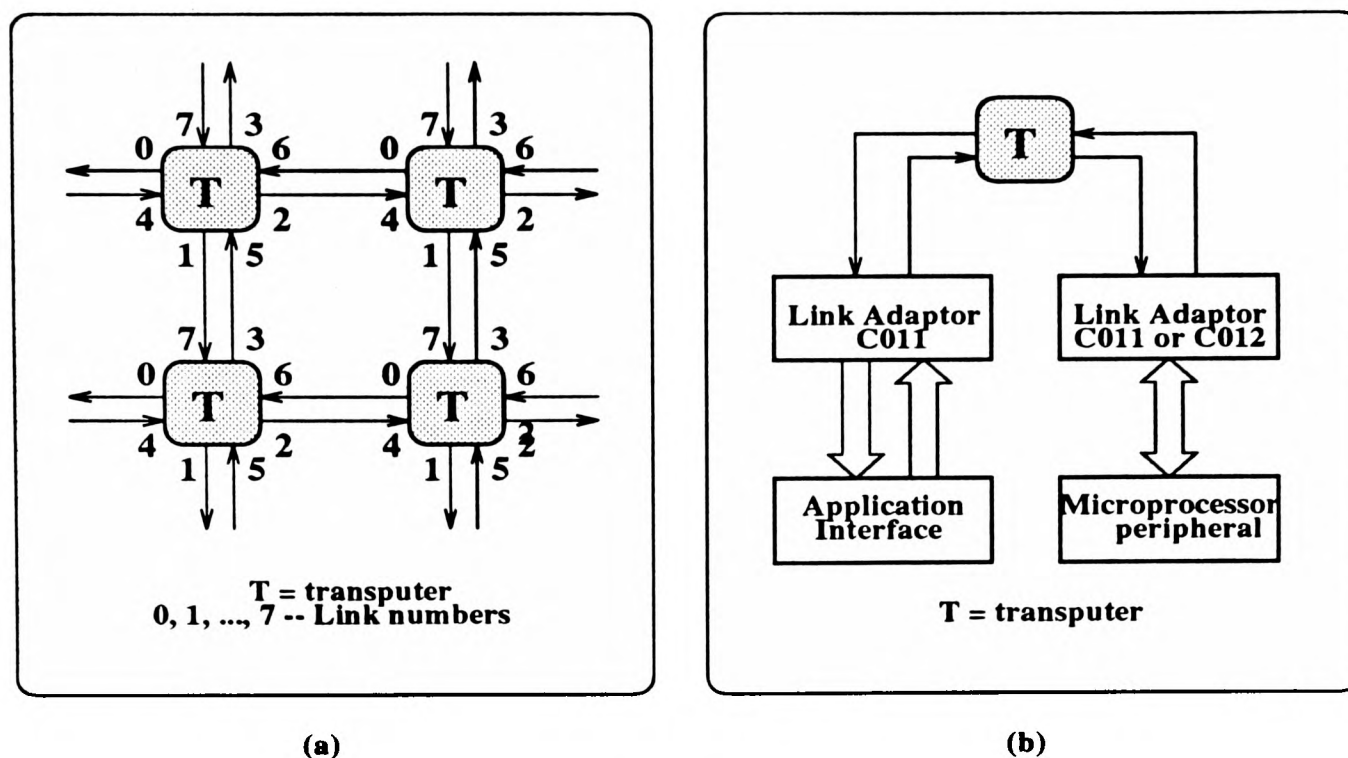 7 3
0 6
T
4 2
1 5
7 3
0 6
T
4 2
1 5
7 3
0 6
T
4 2
1 5
7 3
0 6
T
4 2
1 5
T = transputer
0, 1, ..., 7 -- Link numbers
(a)
T
Link Adaptor
C011
Link Adaptor
C011 or C012
Application
Interface
Microprocessor
peripheral
T = transputer
(b)